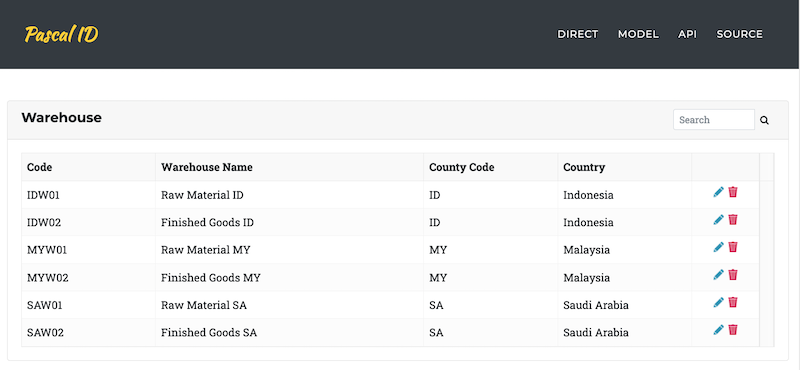 Pascal ID DIRECT MODEL API SOURCE
Warehouse Search
Code Warehouse Name County Code Country
IDW01 Raw Material ID ID Indonesia
IDW02 Finished Goods ID ID Indonesia
MYW01 Raw Material MY MY Malaysia
MYW02 Finished Goods MY MY Malaysia
SAW01 Raw Material SA SA Saudi Arabia
SAW02 Finished Goods SA SA Saudi Arabia